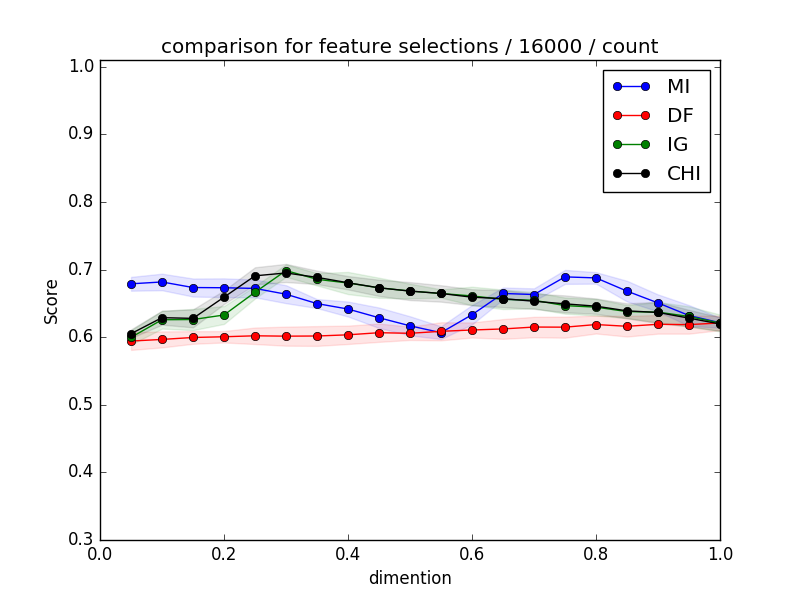 comparison for feature selections / 16000 / count
1.0
0.9
0.8
0.7
0.6
0.5
0.4
0.3
Score
MI
DF
IG
CHI
0.0 0.2 0.4 0.6 0.8 1.0
dimention